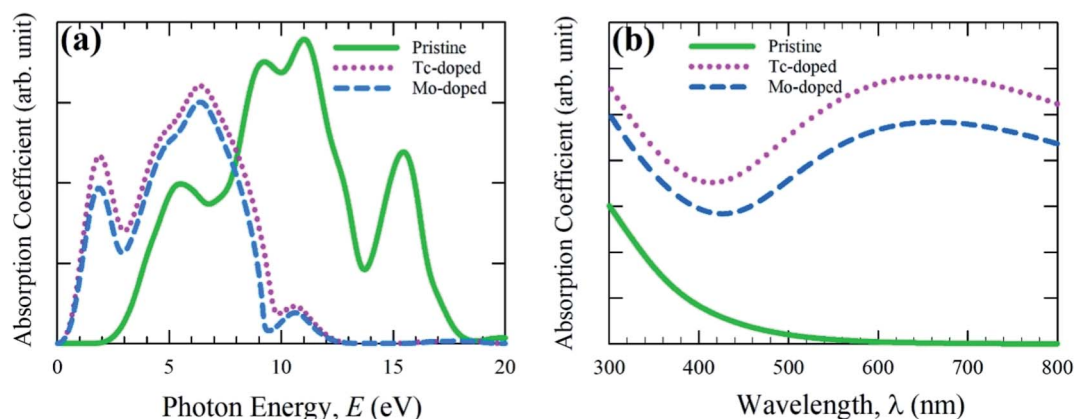 (a)
Pristine
Tc-doped
Mo-doped
Absorption Coefficient (arb. unit)
0 5 10 15 20
Photon Energy, E (eV)
(b)
Pristine
Tc-doped
Mo-doped
Absorption Coefficient (arb. unit)
300 400 500 600 700 800
Wavelength, λ (nm)